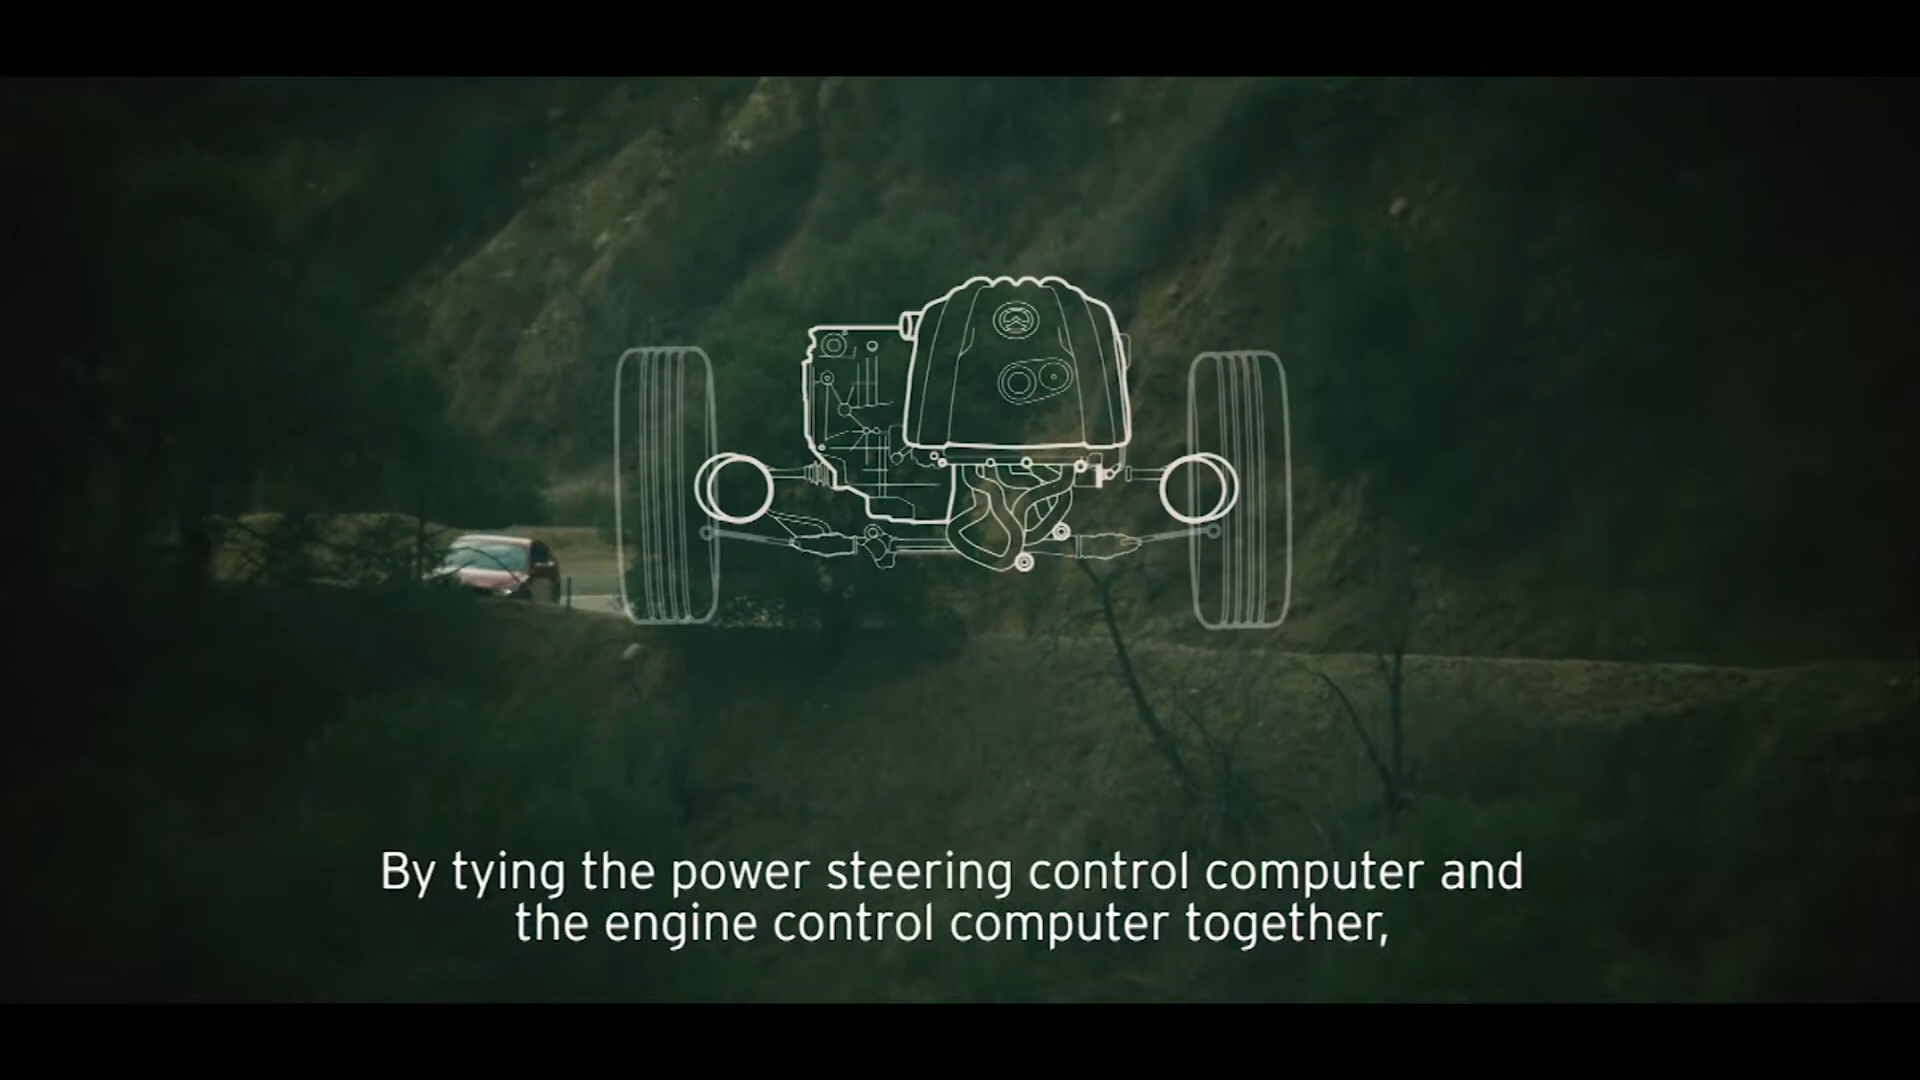 By tying the power steering control computer and
the engine control computer together,